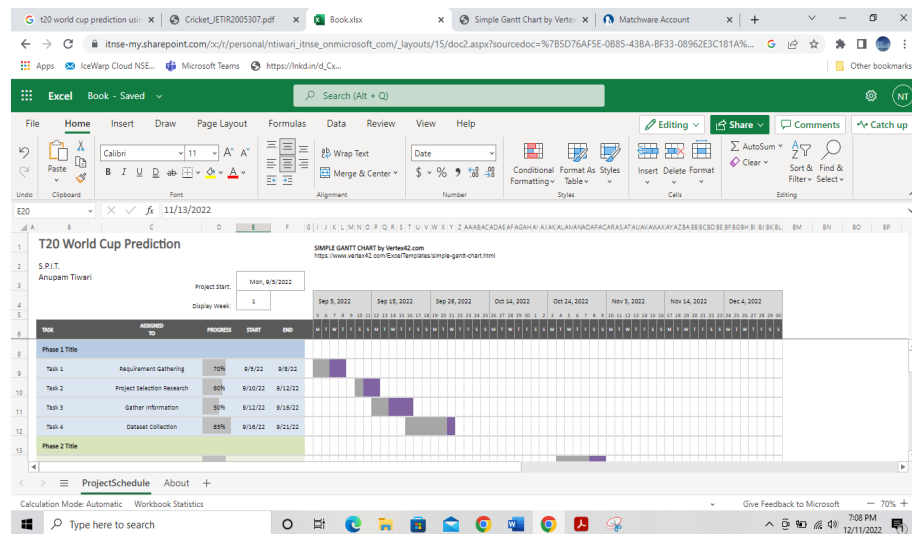 t20 world cup prediction usin
Cricket_JETIR2005307.pdf
Book.xlsx
Simple Gantt Chart by Vertex
Matchware Account
itnse-my.sharepoint.com/:x:/r/personal/ntiwari_itnse_onmicrosoft_com/_layouts/15/doc2.aspx?sourcedoc=%7B5D76AF5E-0B85-43BA-BF33-08962E3C181A%...
Apps IceWarp Cloud NSE... Microsoft Teams https://lnkd.in/d_Cx... Other bookmarks
Excel Book - Saved Search (Alt + Q) NT
File Home Insert Draw Page Layout Formulas Data Review View Help Editing Share Comments Catch up
Paste Calibri 11 A^ A˅ Wrap Text Date AutoSum
B I U D ab A Merge & Center $ % 9 Conditional Formatting Format As Table Styles Insert Delete Format Clear Sort & Filter Find & Select
Undo Clipboard Font Alignment Number Styles Cells Editing
E20 fx 11/13/2022
A B C D E F
T20 World Cup Prediction
SIMPLE GANTT CHART by Vertex42.com
https://www.vertex42.com/ExcelTemplates/simple-gantt-chart.html
S.P.I.T.
Anupam Tiwari
Project Start: Mon, 9/5/2022
Display Week: 1
Sep 5, 2022 Sep 15, 2022 Sep 26, 2022 Oct 14, 2022 Oct 24, 2022 Nov 3, 2022 Nov 14, 2022 Dec 4, 2022
TASK ASSIGNED TO PROGRESS START END
Phase 1 Title
Task 1 Requirement Gathering 70% 9/5/22 9/8/22
Task 2 Project Selection Research 60% 9/10/22 9/12/22
Task 3 Gather Information 50% 9/12/22 9/16/22
Task 4 Dataset Collection 85% 9/16/22 9/21/22
Phase 2 Title
ProjectSchedule About
Calculation Mode: Automatic Workbook Statistics Give Feedback to Microsoft 70%
Type here to search
7:08 PM
12/11/2022